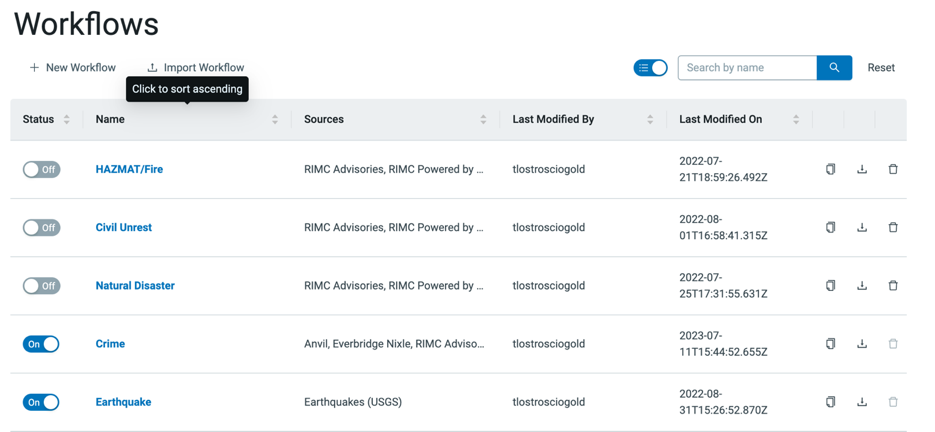 Workflows
New Workflow
Import Workflow
Search by name
Reset
Click to sort ascending
Status
Name
Sources
Last Modified By
Last Modified On
Off
HAZMAT/Fire
RIMC Advisories, RIMC Powered by ...
tlostrosciogold
2022-07-
21T18:59:26.492Z
Off
Civil Unrest
RIMC Advisories, RIMC Powered by ...
tlostrosciogold
2022-08-
01T16:58:41.315Z
Off
Natural Disaster
RIMC Advisories, RIMC Powered by ...
tlostrosciogold
2022-07-
25T17:31:55.631Z
On
Crime
Anvil, Everbridge Nixle, RIMC Adviso...
tlostrosciogold
2023-07-
11T15:44:52.655Z
On
Earthquake
Earthquakes (USGS)
tlostrosciogold
2022-08-
31T15:26:52.870Z